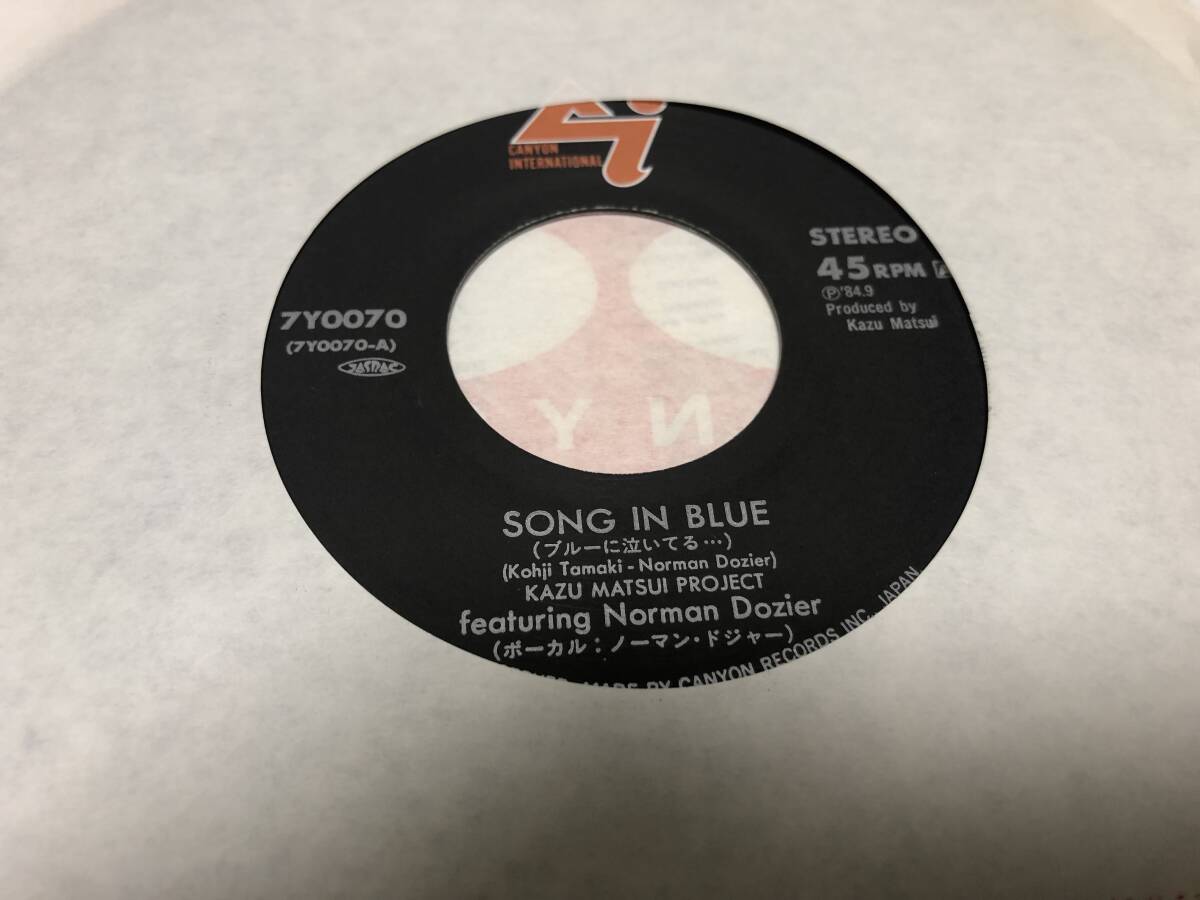 CANYON
INTERNATIONAL
STEREO
45 RPM
Ⓟ'84.9
Produced by
Kazu Matsui
7Y0070
(7Y0070-A)
JASRAC
SONG IN BLUE
(ブルーに泣いてる…)
(Kohji Tamaki - Norman Dozier)
KAZU MATSUI PROJECT
featuring Norman Dozier
(ボーカル:ノーマン・ドジャー)
MADE BY CANYON RECORDS INC., JAPAN